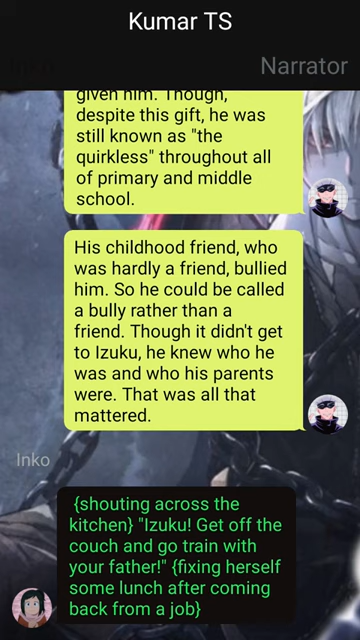 Kumar TS
Inko
Narrator
given him. Though,
despite this gift, he was
still known as "the
quirkless" throughout all
of primary and middle
school.
His childhood friend, who
was hardly a friend, bullied
him. So he could be called
a bully rather than a
friend. Though it didn't get
to Izuku, he knew who he
was and who his parents
were. That was all that
mattered.
Inko
{shouting across the
kitchen} "Izuku! Get off the
couch and go train with
your father!" {fixing herself
some lunch after coming
back from a job}